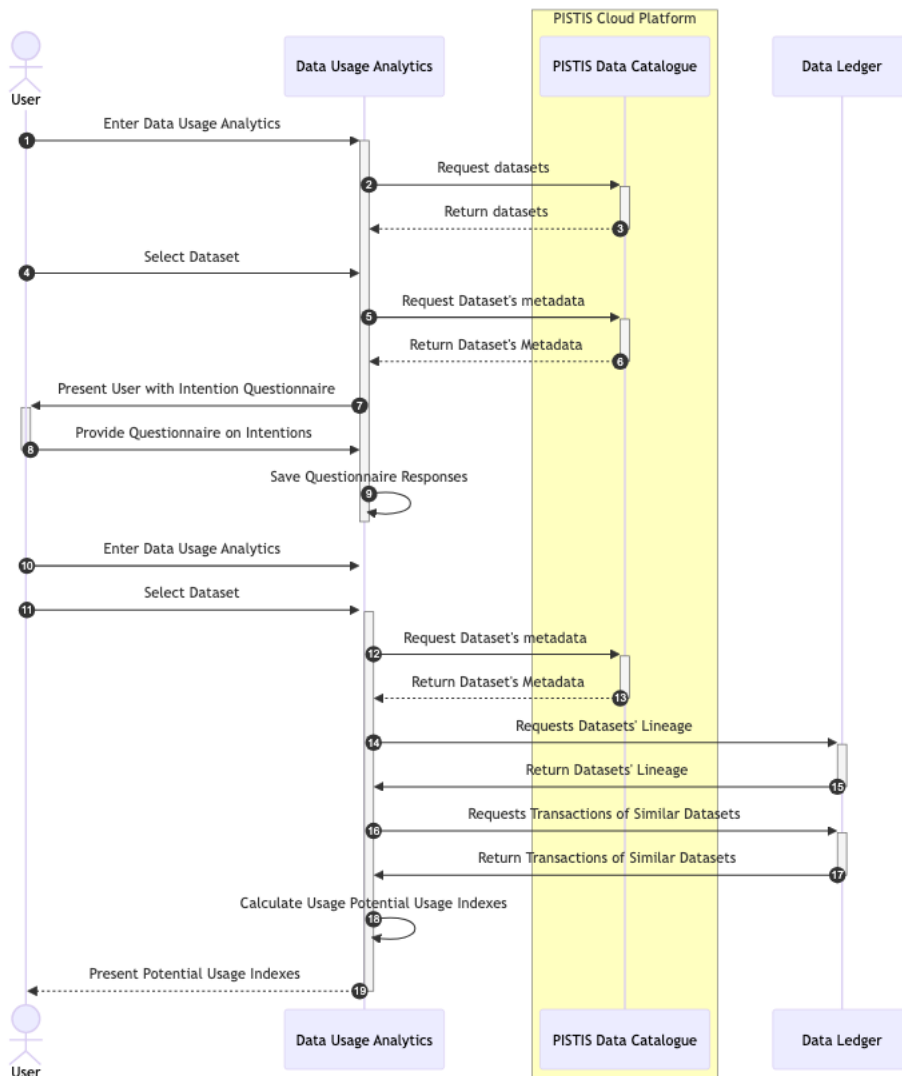 PISTIS Cloud Platform
User
Data Usage Analytics
PISTIS Data Catalogue
Data Ledger
1 Enter Data Usage Analytics
2 Request datasets
3 Return datasets
4 Select Dataset
5 Request Dataset's metadata
6 Return Dataset's Metadata
7 Present User with Intention Questionnaire
8 Provide Questionnaire on Intentions
9 Save Questionnaire Responses
10 Enter Data Usage Analytics
11 Select Dataset
12 Request Dataset's metadata
13 Return Dataset's Metadata
14 Requests Datasets' Lineage
15 Return Datasets' Lineage
16 Requests Transactions of Similar Datasets
17 Return Transactions of Similar Datasets
18 Calculate Usage Potential Usage Indexes
19 Present Potential Usage Indexes
User
Data Usage Analytics
PISTIS Data Catalogue
Data Ledger